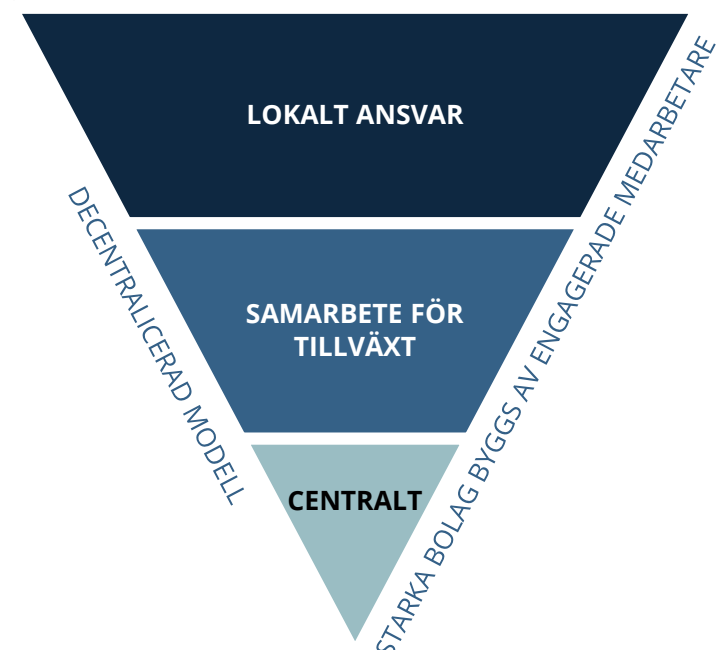 LOKALT ANSVAR
SAMARBETE FÖR
TILLVÄXT
CENTRALT
DECENTRALICERAD MODELL
STARKA BOLAG BYGGS AV ENGAGERADE MEDARBETARE